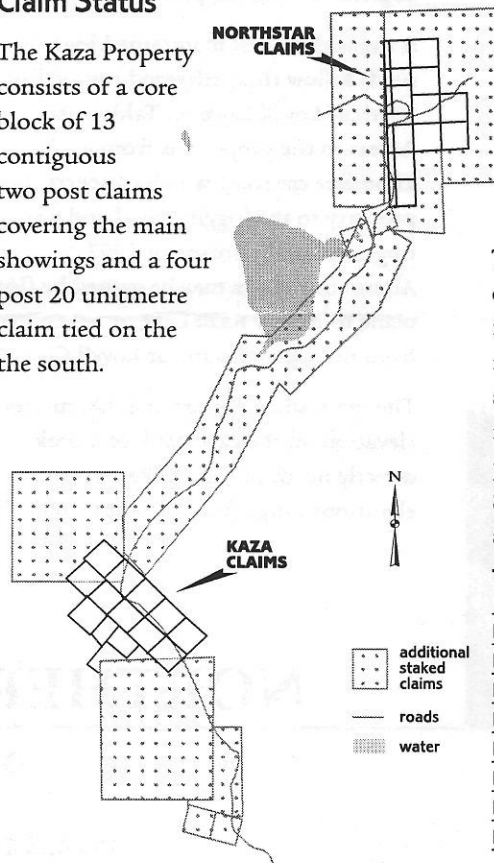 Claim Status
The Kaza Property
consists of a core
block of 13
contiguous
two post claims
covering the main
showings and a four
post 20 unitmetre
claim tied on the
the south.
NORTHSTAR
CLAIMS
N
KAZA
CLAIMS
additional
staked
claims
roads
water